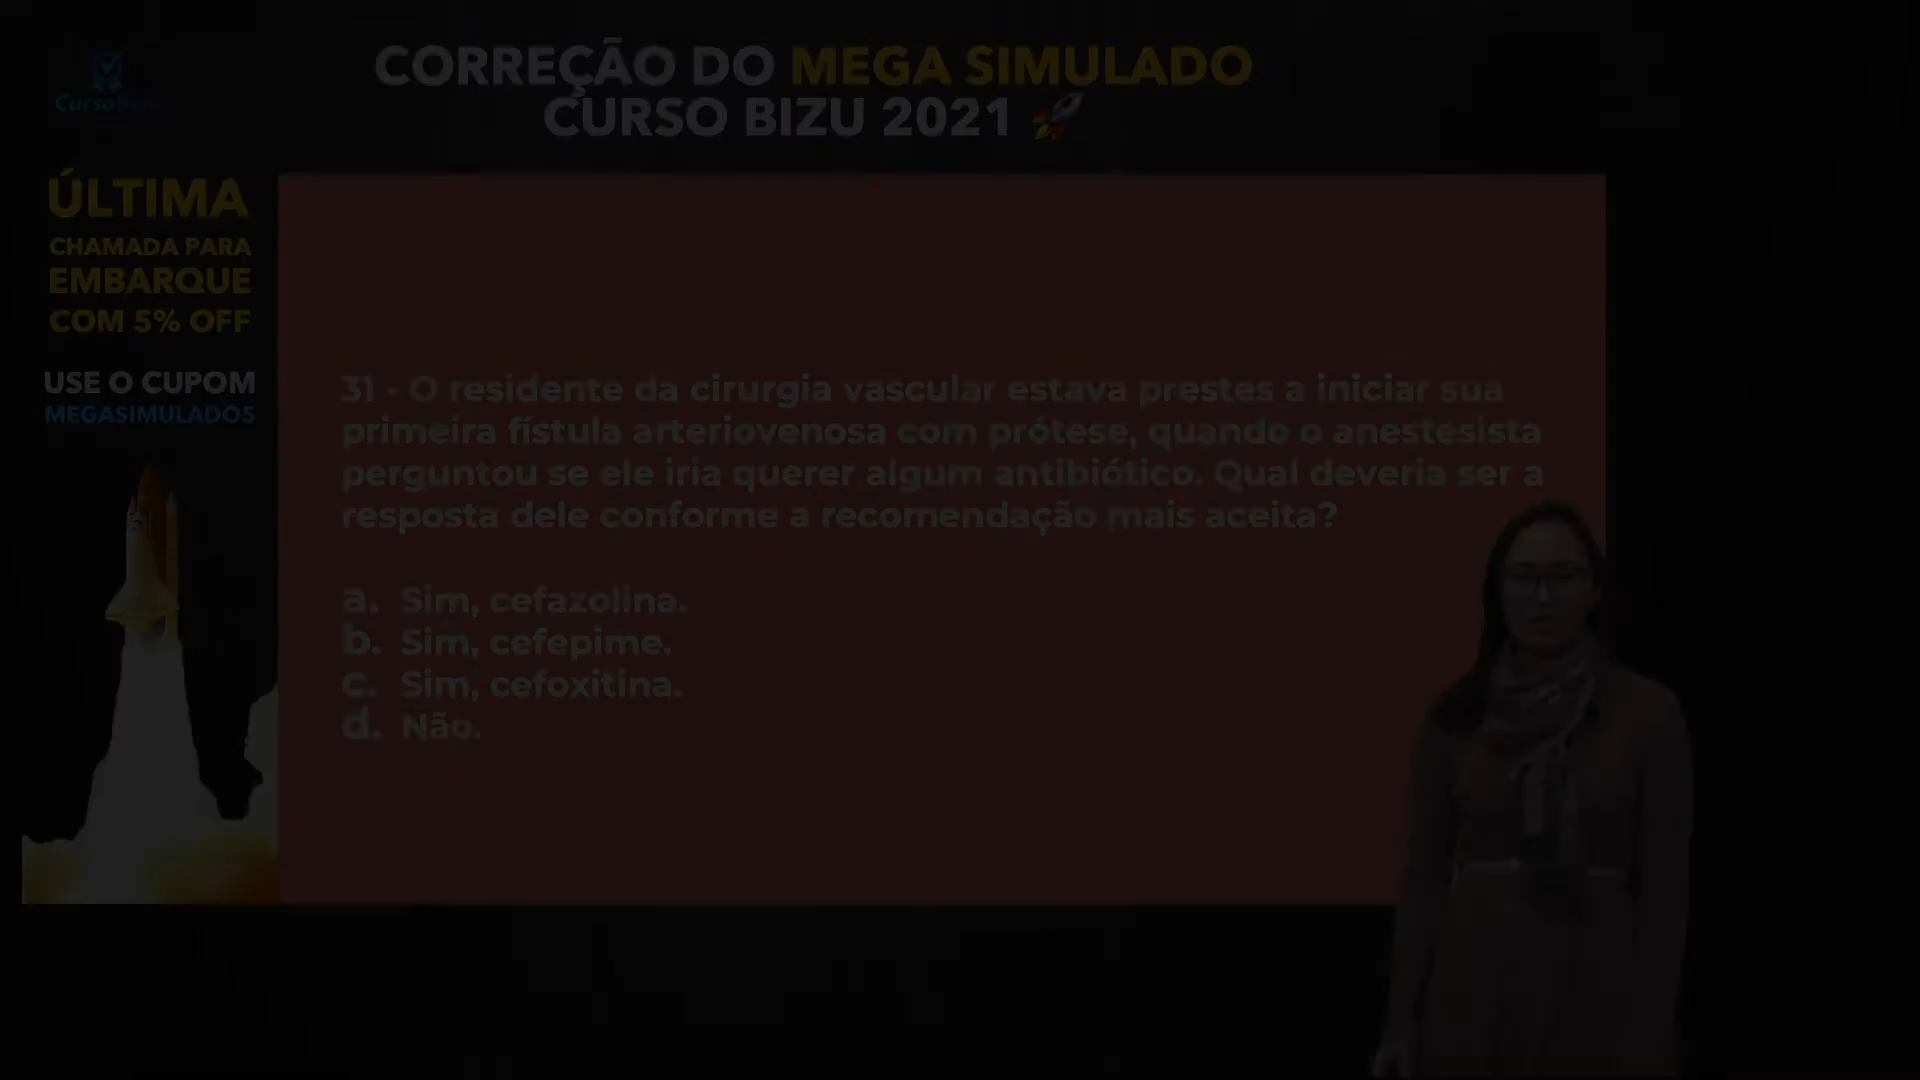 CursoBizu
CORREÇÃO DO MEGA SIMULADO
CURSO BIZU 2021
ÚLTIMA
CHAMADA PARA
EMBARQUE
COM 5% OFF
USE O CUPOM
MEGASIMULADO5
31 - O residente da cirurgia vascular estava prestes a iniciar sua
primeira fístula arteriovenosa com prótese, quando o anestesista
perguntou se ele iria querer algum antibiótico. Qual deveria ser a
resposta dele conforme a recomendação mais aceita?
a. Sim, cefazolina.
b. Sim, cefepime.
c. Sim, cefoxitina.
d. Não.